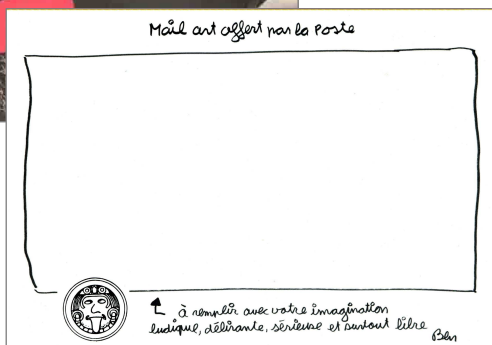 Mail art offert par la Poste
à remplir avec votre imagination
ludique, délirante, sérieuse et surtout libre
Ben